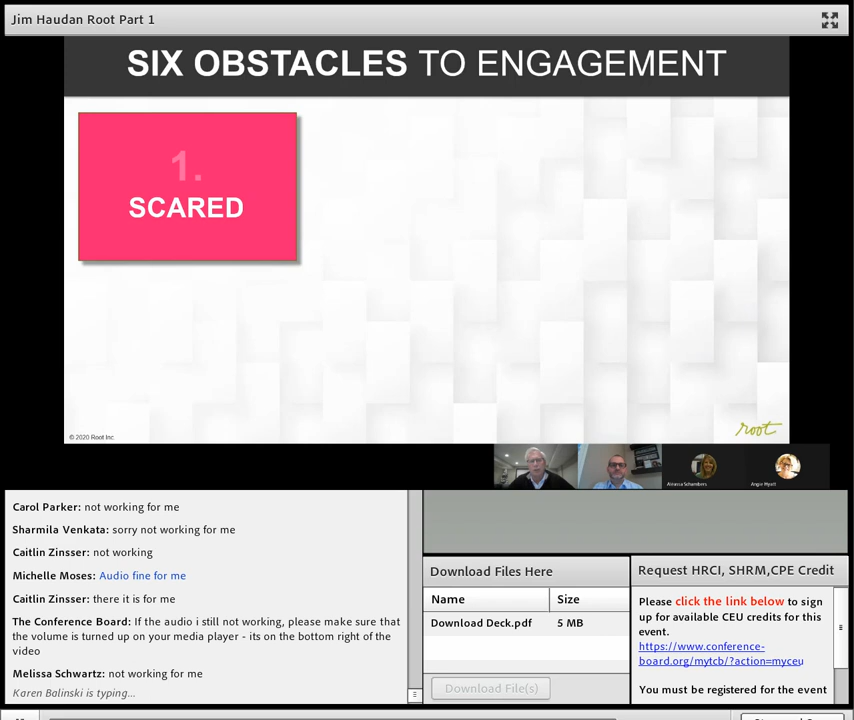 Jim Haudan Root Part 1
SIX OBSTACLES TO ENGAGEMENT
1.
SCARED
© 2020 Root Inc
root
Angie Myatt
Carol Parker: not working for me
Sharmila Venkata: sorry not working for me
Caitlin Zinsser: not working
Michelle Moses: Audio fine for me
Caitlin Zinsser: there it is for me
The Conference Board: If the audio i still not working, please make sure that
the volume is turned up on your media player - its on the bottom right of the
video
Melissa Schwartz: not working for me
Karen Balinski is typing...
Download Files Here
Name Size
Download Deck.pdf 5 MB
Download File(s)
Request HRCI, SHRM,CPE Credit
Please click the link below to sign
up for available CEU credits for this
event.
https://www.conference-
board.org/mytcb/?action=myceu
You must be registered for the event